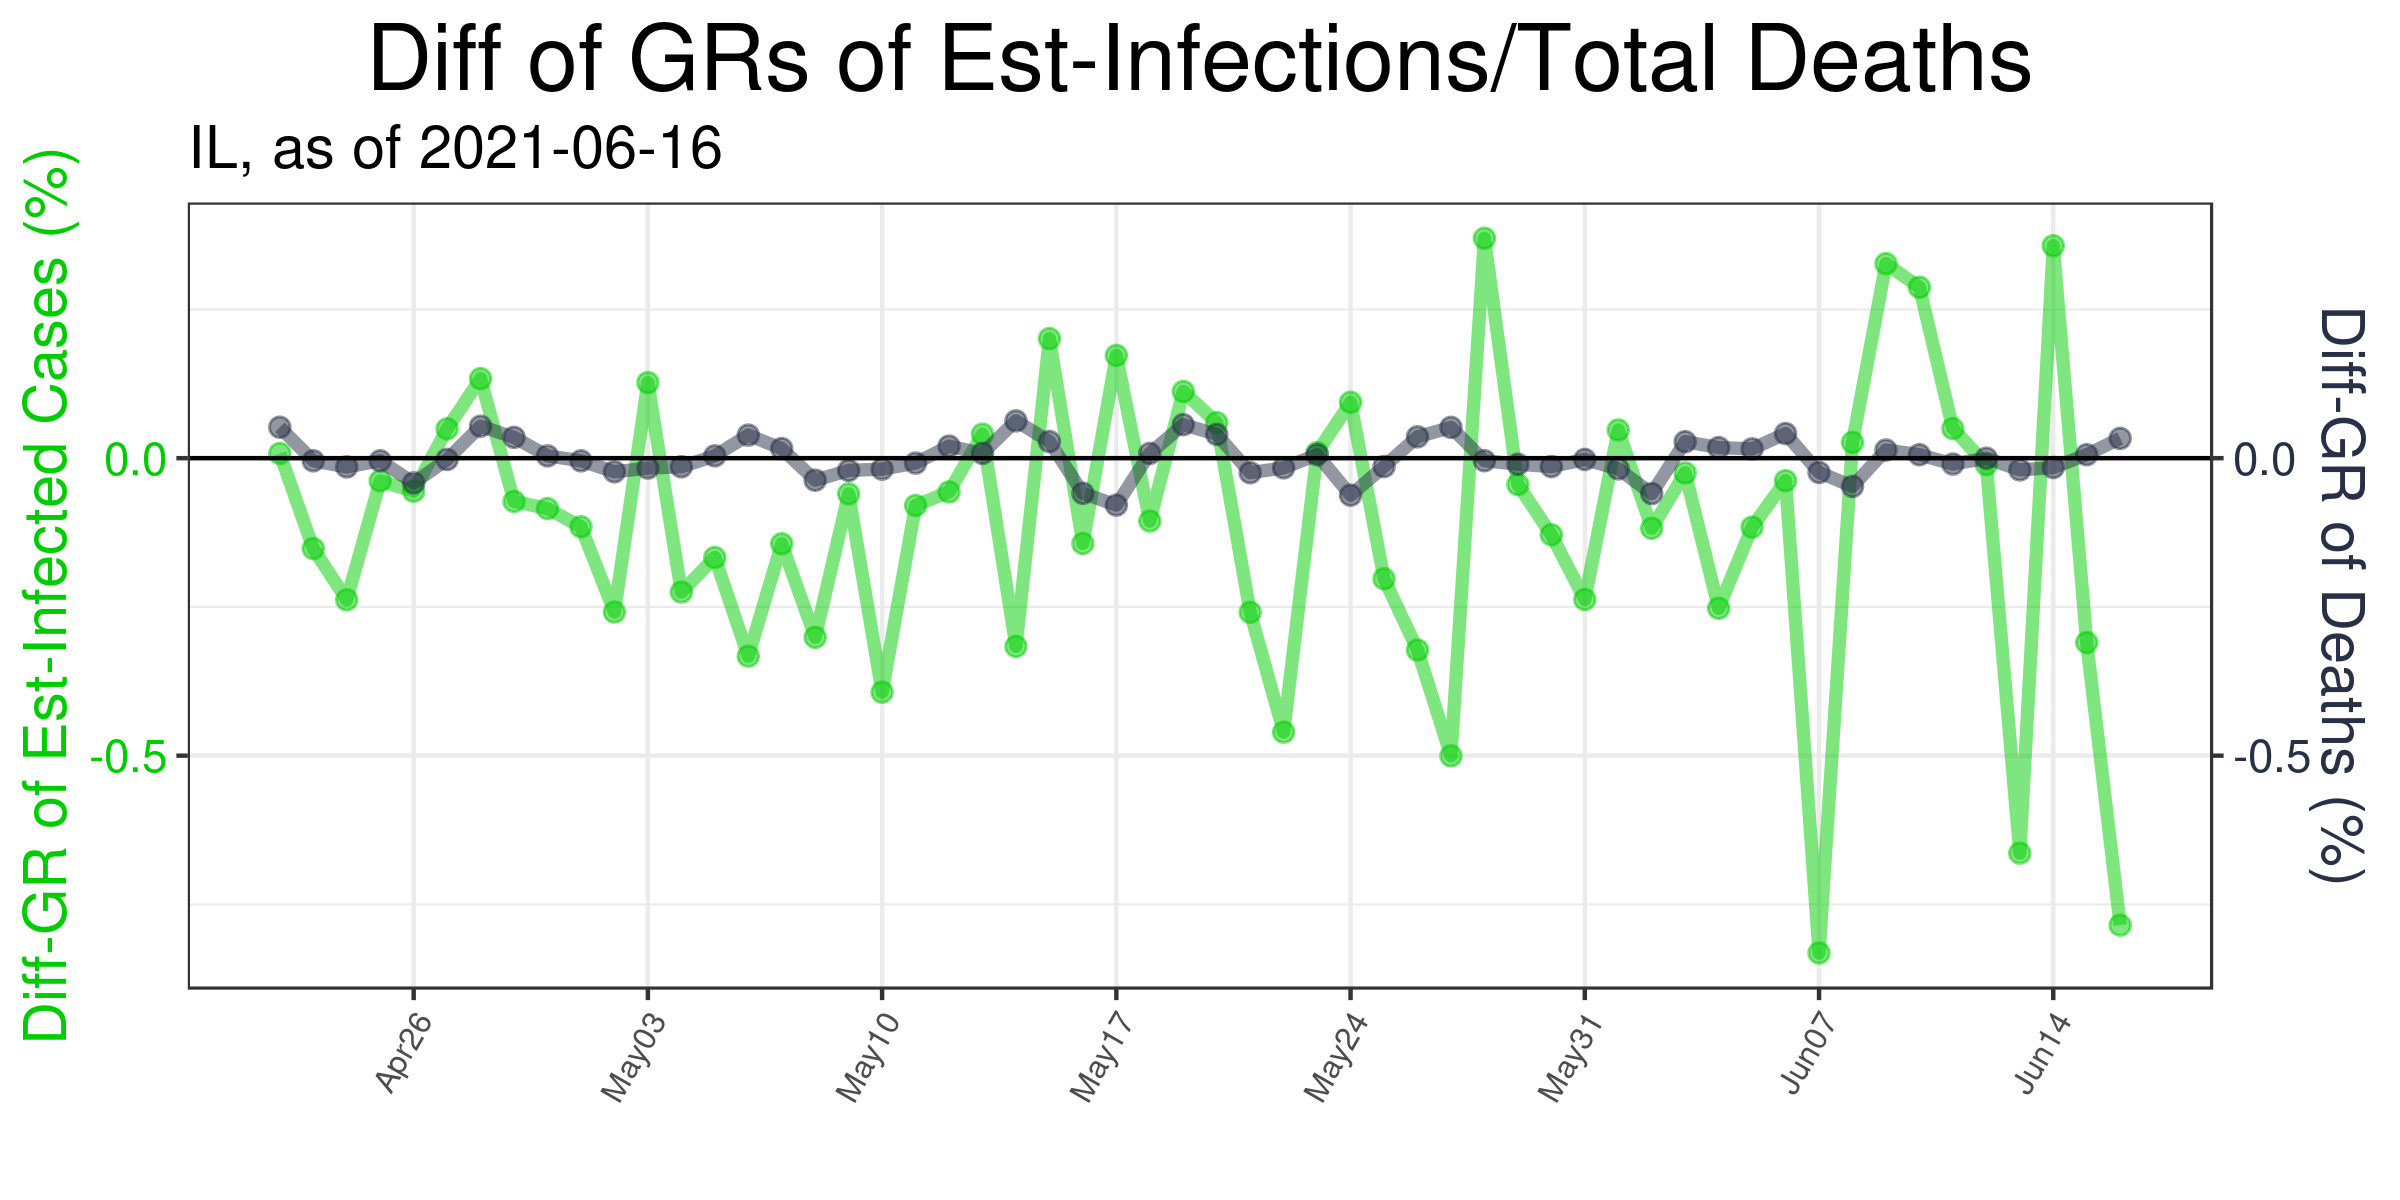 Diff of GRs of Est-Infections/Total Deaths
IL, as of 2021-06-16
Diff-GR of Est-Infected Cases (%)
0.0
-0.5
0.0
-0.5
Diff-GR of Deaths (%)
Apr26
May03
May10
May17
May24
May31
Jun07
Jun14